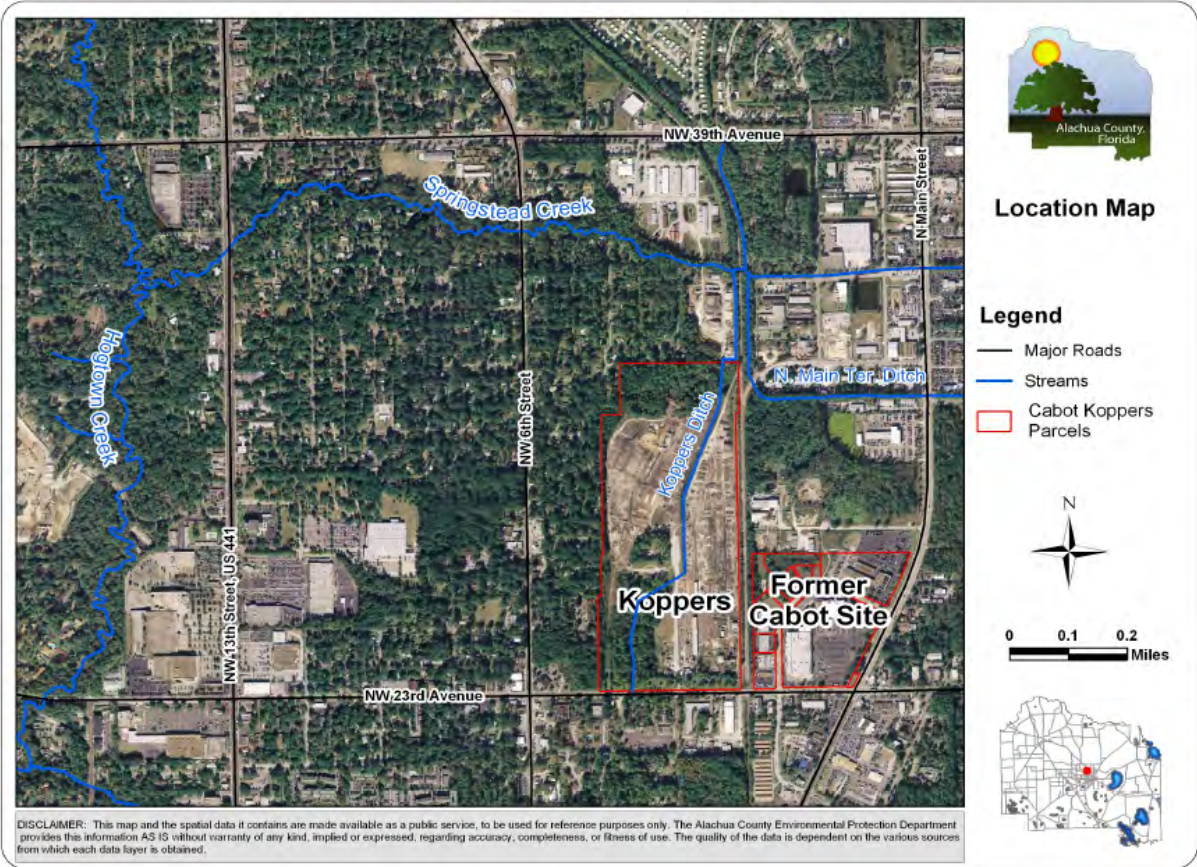 NW 39th Avenue
Springstead Creek
N Main Street
Hogtown Creek
N. Main Ter. Ditch
NW 6th Street
Koppers Ditch
NW 13th Street, US 441
Koppers
Former
Cabot Site
NW 23rd Avenue
Alachua County,
Florida
Location Map
Legend
Major Roads
Streams
Cabot Koppers
Parcels
N
0 0.1 0.2
Miles
DISCLAIMER: This map and the spatial data it contains are made available as a public service, to be used for reference purposes only. The Alachua County Environmental Protection Department
provides this information AS IS without warranty of any kind, implied or expressed, regarding accuracy, completeness, or fitness of use. The quality of the data is dependent on the various sources
from which each data layer is obtained.